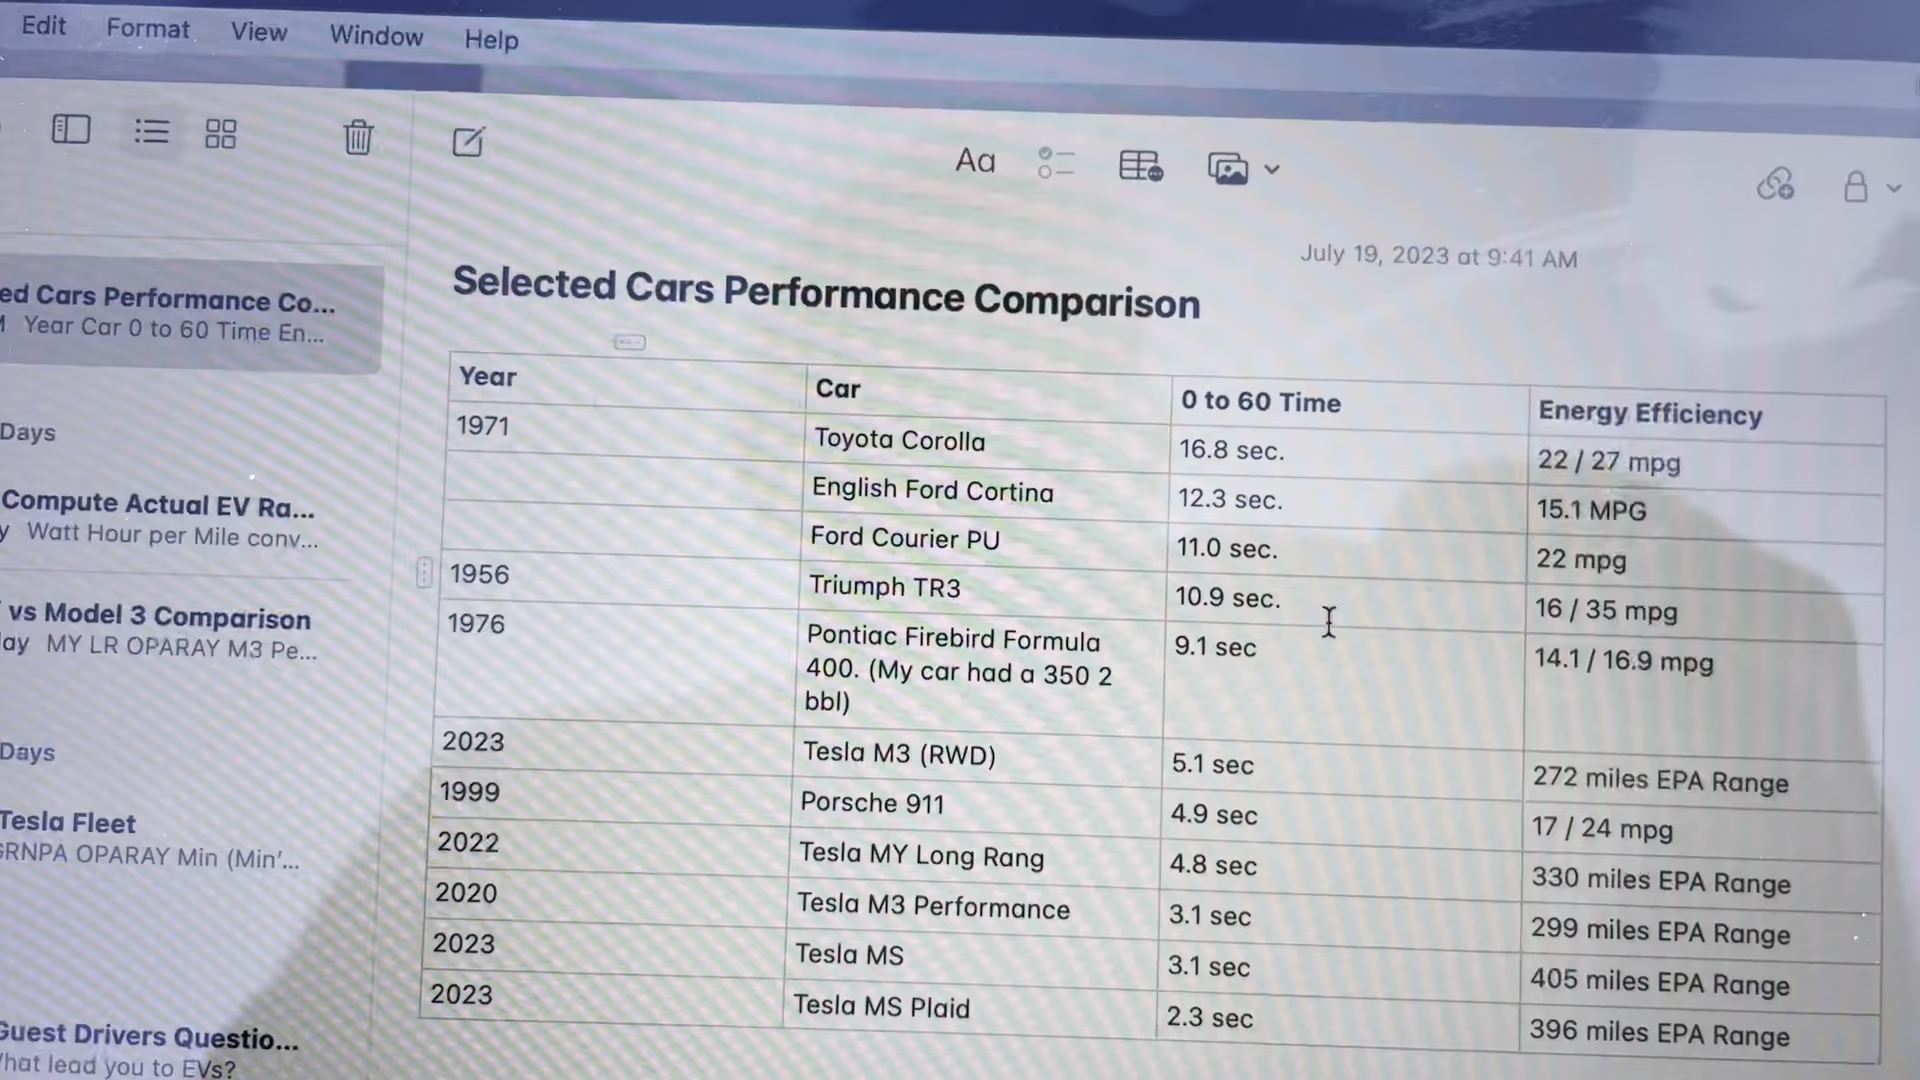 Edit Format View Window Help
Aa
July 19, 2023 at 9:41 AM
Selected Cars Performance Comparison
ed Cars Performance Co...
Year Car 0 to 60 Time En...
Days
Compute Actual EV Ra...
y Watt Hour per Mile conv...
vs Model 3 Comparison
ay MY LR OPARAY M3 Pe...
Days
Tesla Fleet
GRNPA OPARAY Min (Min'...
Guest Drivers Questio...
What lead you to EVs?
Year Car 0 to 60 Time Energy Efficiency
1971 Toyota Corolla 16.8 sec. 22 / 27 mpg
English Ford Cortina 12.3 sec. 15.1 MPG
Ford Courier PU 11.0 sec. 22 mpg
1956 Triumph TR3 10.9 sec. 16 / 35 mpg
1976 Pontiac Firebird Formula 9.1 sec 14.1 / 16.9 mpg
400. (My car had a 350 2
bbl)
2023 Tesla M3 (RWD) 5.1 sec 272 miles EPA Range
1999 Porsche 911 4.9 sec 17 / 24 mpg
2022 Tesla MY Long Rang 4.8 sec 330 miles EPA Range
2020 Tesla M3 Performance 3.1 sec 299 miles EPA Range
2023 Tesla MS 3.1 sec 405 miles EPA Range
2023 Tesla MS Plaid 2.3 sec 396 miles EPA Range